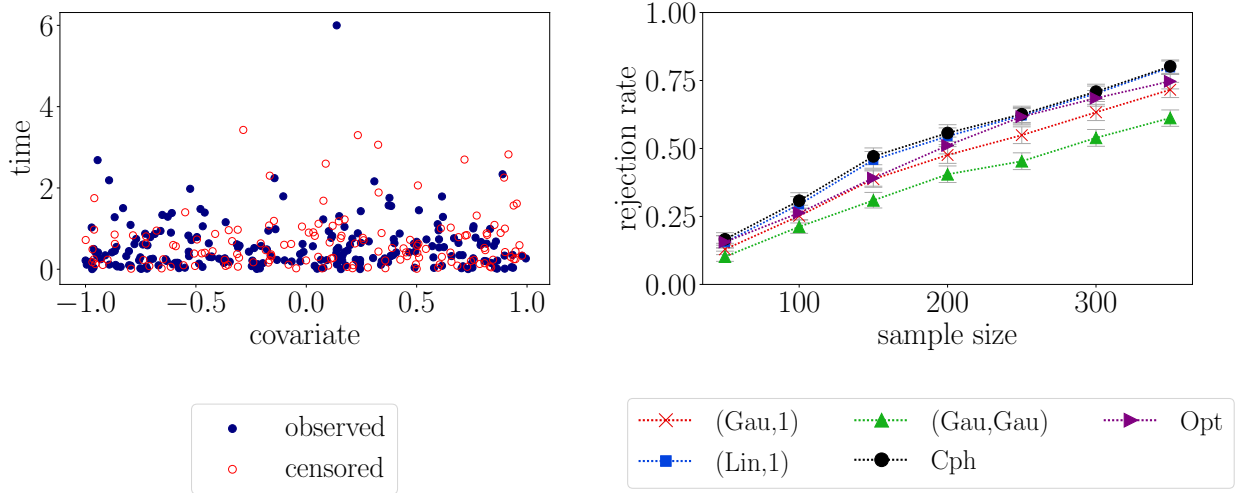 6
4
2
0
time
−1.0 −0.5 0.0 0.5 1.0
covariate
observed
censored
1.00
0.75
0.50
0.25
0.00
rejection rate
100 200 300
sample size
(Gau,1) (Gau,Gau) Opt
(Lin,1) Cph